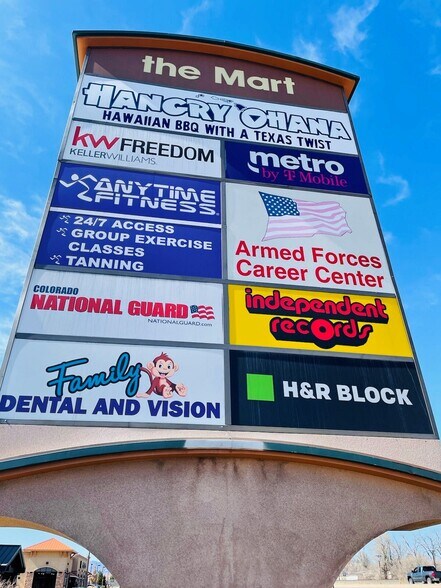 the Mart
HANGRY OHANA
HAWAIIAN BBQ WITH A TEXAS TWIST
kw FREEDOM
KELLERWILLIAMS.
metro
by T Mobile
ANYTIME
FITNESS
24/7 ACCESS
GROUP EXERCISE
CLASSES
TANNING
Armed Forces
Career Center
COLORADO
NATIONAL GUARD
NATIONALGUARD.com
independent
records
Family
DENTAL AND VISION
H&R BLOCK